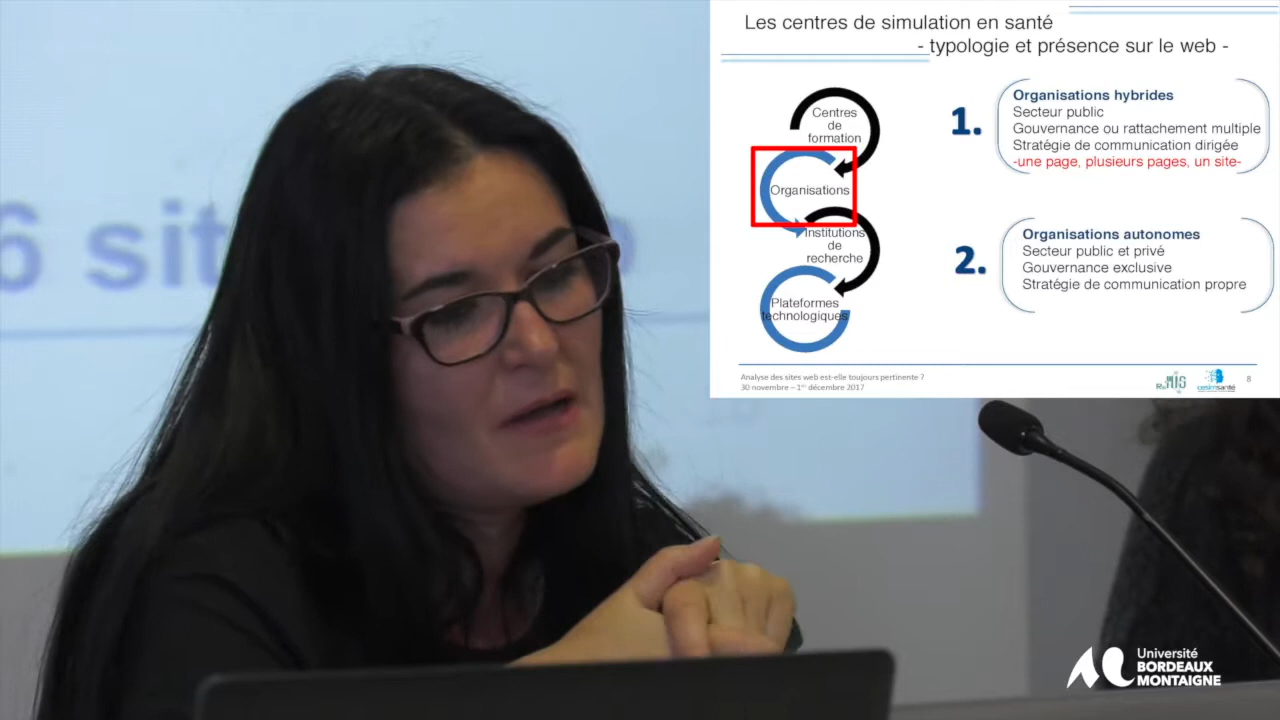 Les centres de simulation en santé
- typologie et présence sur le web -
Centres
de
formation
Organisations
Institutions
de
recherche
Plateformes
technologiques
1.
Organisations hybrides
Secteur public
Gouvernance ou rattachement multiple
Stratégie de communication dirigée
-une page, plusieurs pages, un site-
2.
Organisations autonomes
Secteur public et privé
Gouvernance exclusive
Stratégie de communication propre
Analyse des sites web est-elle toujours pertinente ?
30 novembre – 1er décembre 2017
cesimsanté
8
6 sit
Université
BORDEAUX
MONTAIGNE